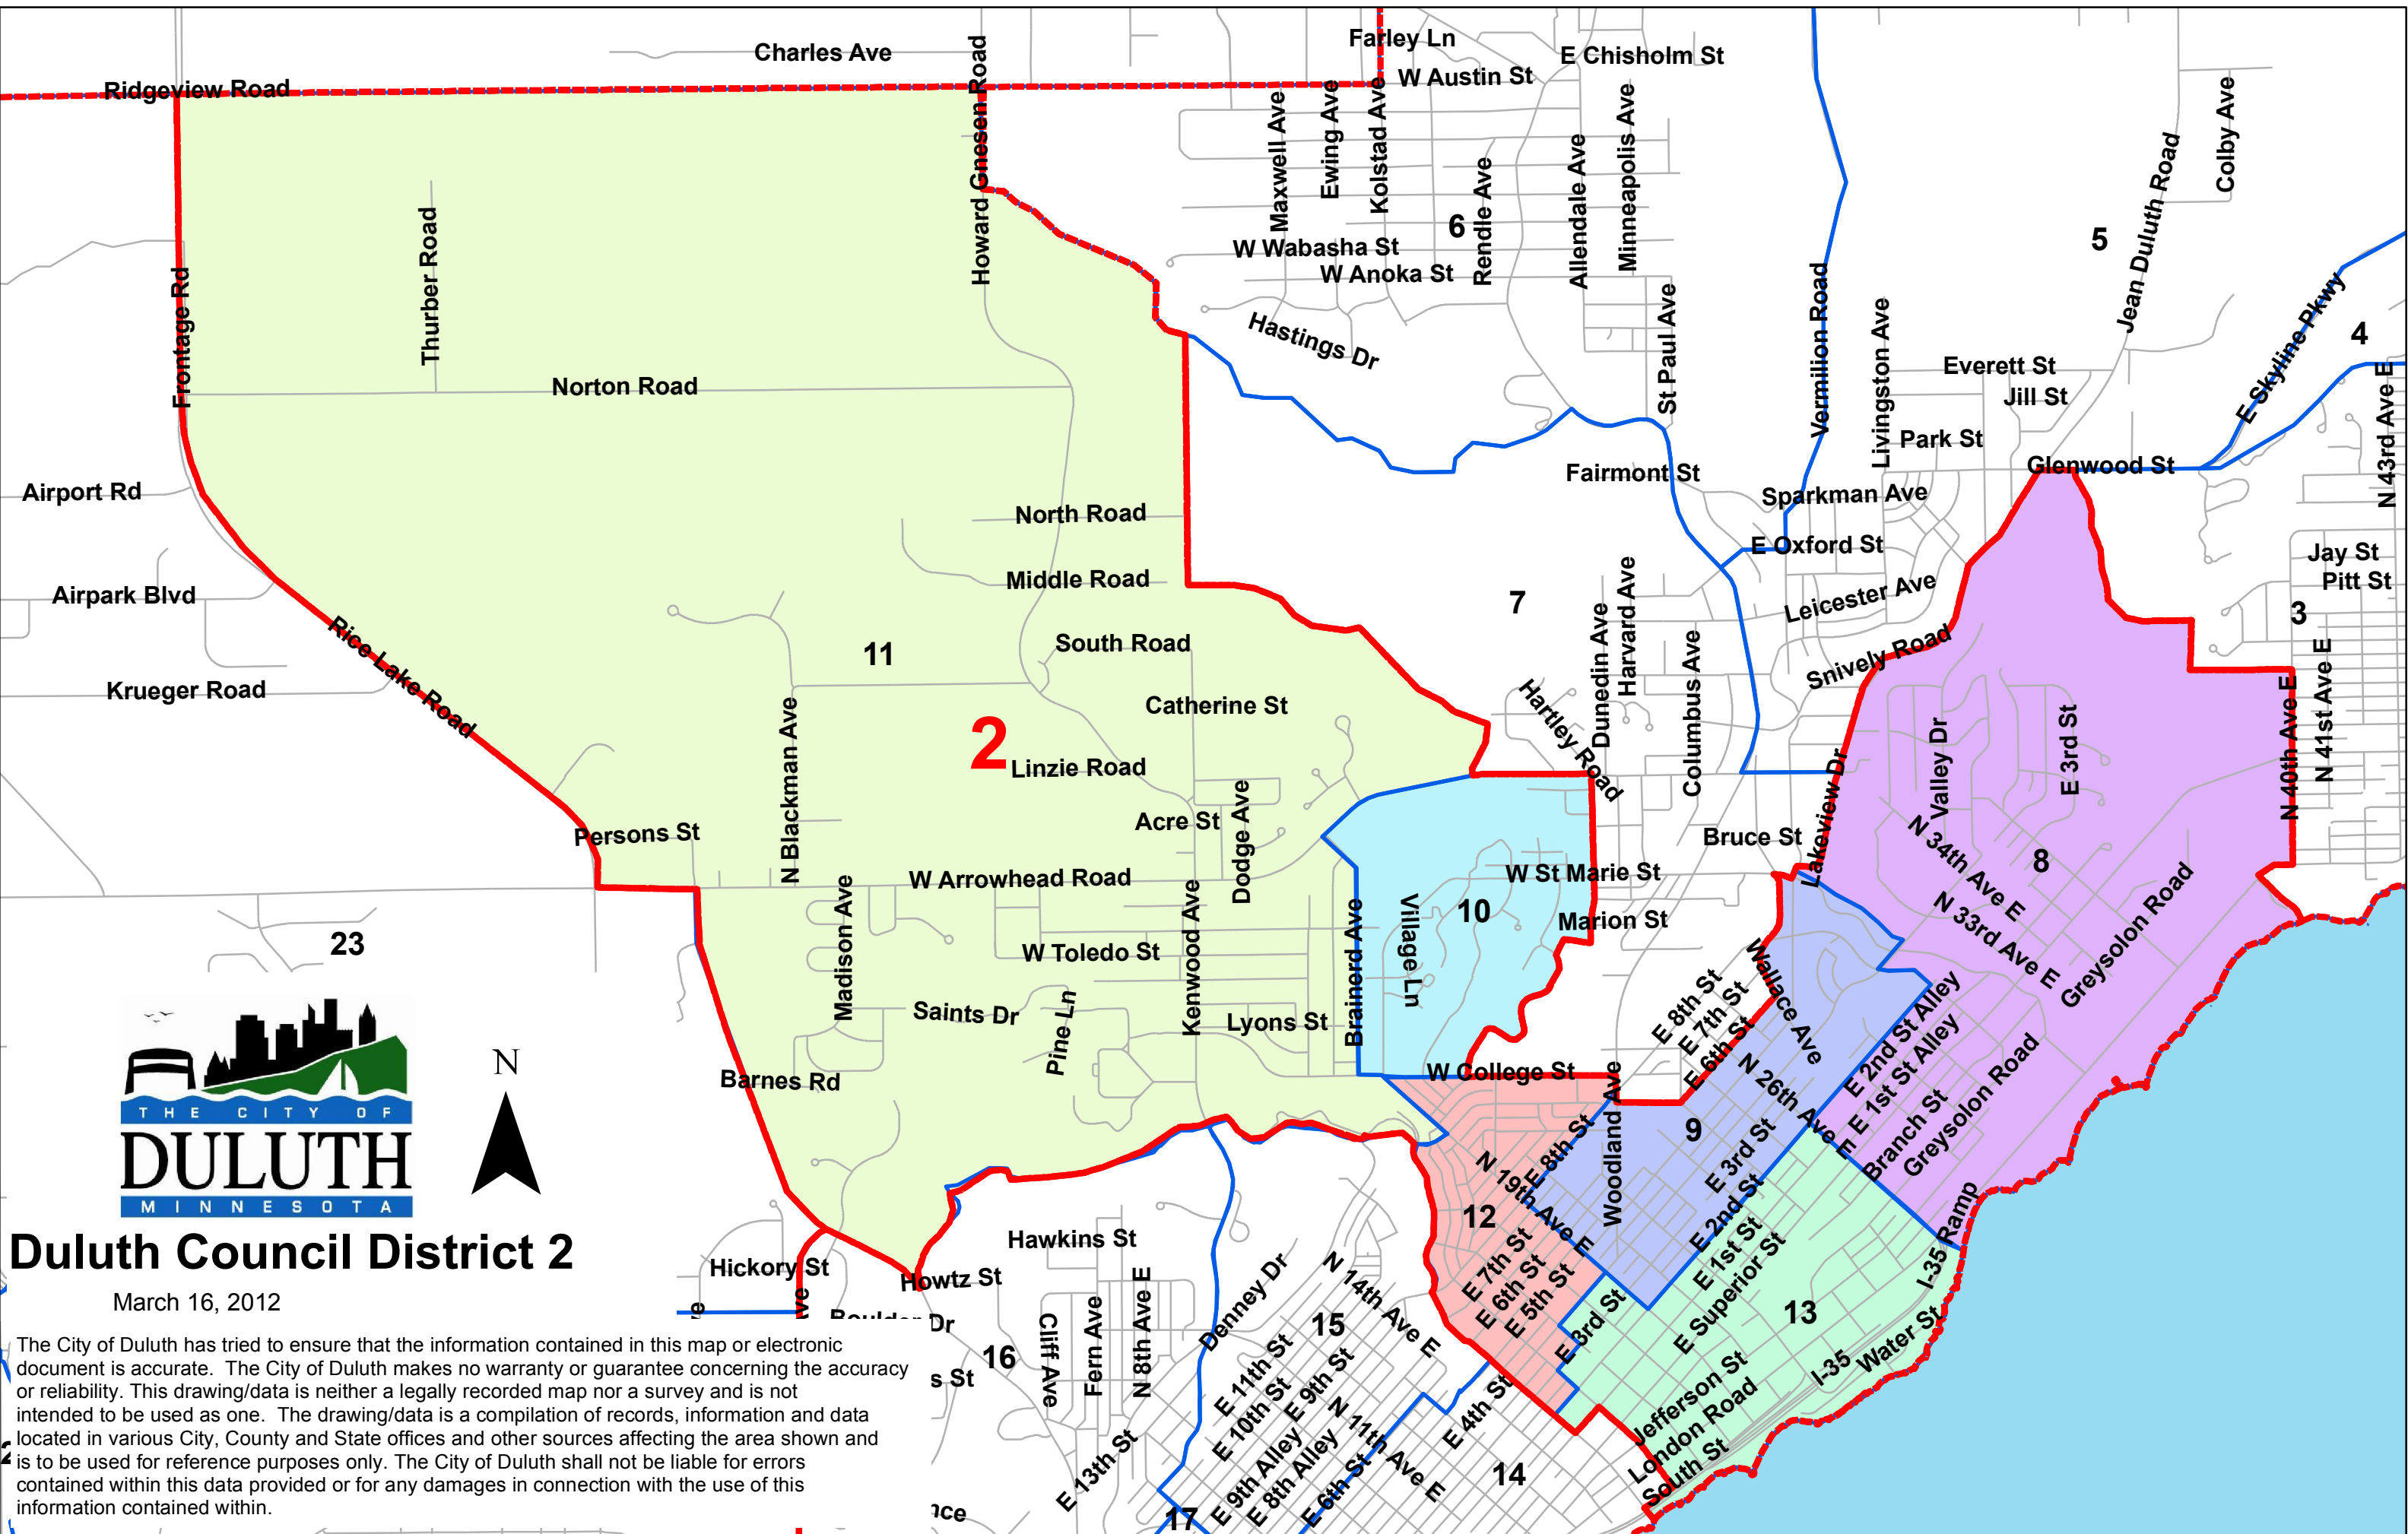 Charles Ave
Farley Ln
E Chisholm St
Ridgeview Road
W Austin St
Howard Gnesen Road
Maxwell Ave
Ewing Ave
Kolstad Ave
Rendle Ave
Allendale Ave
Minneapolis Ave
Colby Ave
Jean Duluth Road
6
5
W Wabasha St
W Anoka St
Frontage Rd
Thurber Road
Hastings Dr
St Paul Ave
Vermilion Road
Livingston Ave
E Skyline Pkwy
4
Everett St
Jill St
Norton Road
Park St
N 43rd Ave E
Fairmont St
Glenwood St
Airport Rd
Sparkman Ave
North Road
E Oxford St
Jay St
Pitt St
Middle Road
Airpark Blvd
7
Leicester Ave
3
Dunedin Ave
Harvard Ave
Columbus Ave
Snively Road
Rice Lake Road
11
South Road
Krueger Road
Catherine St
Hartley Road
N 40th Ave E
N 41st Ave E
Valley Dr
E 3rd St
2
Linzie Road
N Blackman Ave
Dodge Ave
Acre St
Persons St
Bruce St
Lakeview Dr
N 34th Ave E
8
W Arrowhead Road
W St Marie St
10
Marion St
N 33rd Ave E
Greysolon Road
Madison Ave
Kenwood Ave
Brainerd Ave
Village Ln
23
W Toledo St
Wallace Ave
Saints Dr
Pine Ln
Lyons St
E 8th St
E 7th St
E 6th St
E 2nd St Alley
E 1st St Alley
N
Barnes Rd
W College St
N 26th Ave E
Branch St
Greysolon Road
THE CITY OF
DULUTH
MINNESOTA
9
E 8th St
N 19th Ave E
Woodland Ave
E 3rd St
E 2nd St
12
E 1st St
E Superior St
I-35 Ramp
Duluth Council District 2
March 16, 2012
Hawkins St
Hickory St
Howtz St
Denney Dr
N 14th Ave E
E 7th St
E 6th St
E 5th St
E 3rd St
13
Water St
I-35
ve
e
Boulder Dr
Cliff Ave
Fern Ave
N 8th Ave E
15
16
s St
E 11th St
E 10th St
E 9th St
N 11th Ave E
E 4th St
Jefferson St
London Road
South St
14
E 13th St
E 9th Alley
E 8th Alley
E 6th St
17
nce
2
The City of Duluth has tried to ensure that the information contained in this map or electronic
document is accurate. The City of Duluth makes no warranty or guarantee concerning the accuracy
or reliability. This drawing/data is neither a legally recorded map nor a survey and is not
intended to be used as one. The drawing/data is a compilation of records, information and data
located in various City, County and State offices and other sources affecting the area shown and
is to be used for reference purposes only. The City of Duluth shall not be liable for errors
contained within this data provided or for any damages in connection with the use of this
information contained within.